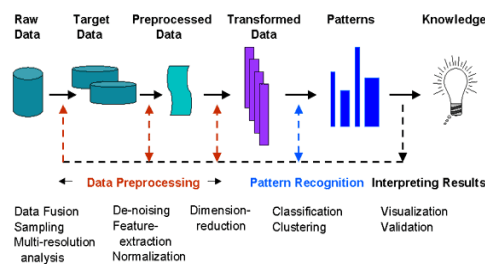 Raw Data
Target Data
Preprocessed Data
Transformed Data
Patterns
Knowledge
Data Preprocessing
Pattern Recognition
Interpreting Results
Data Fusion
Sampling
Multi-resolution
analysis
De-noising
Feature-
extraction
Normalization
Dimension-
reduction
Classification
Clustering
Visualization
Validation